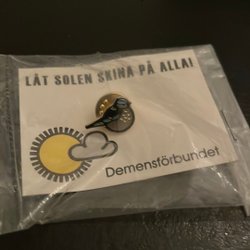 LÅT SOLEN SKINA PÅ ALLA!
Demensförbundet